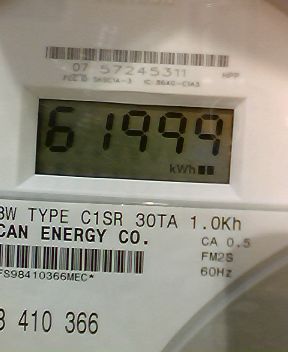 07 57245311
61999
kWh
3W TYPE C1SR 30TA 1.0Kh
CAN ENERGY CO.
CA 0.5
FM2S
60Hz
FS98410366MEC*
3 410 366